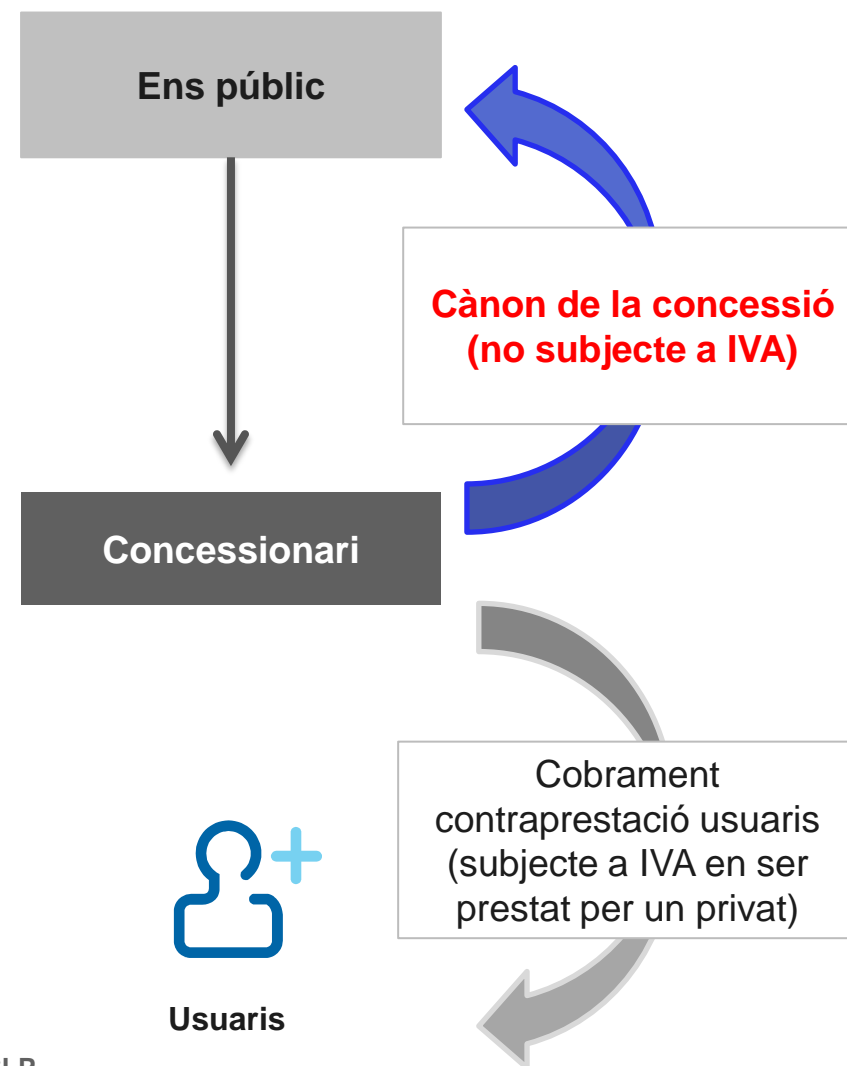 Ens públic
Cànon de la concessió
(no subjecte a IVA)
Concessionari
Cobrament
contraprestació usuaris
(subjecte a IVA en ser
prestat per un privat)
Usuaris